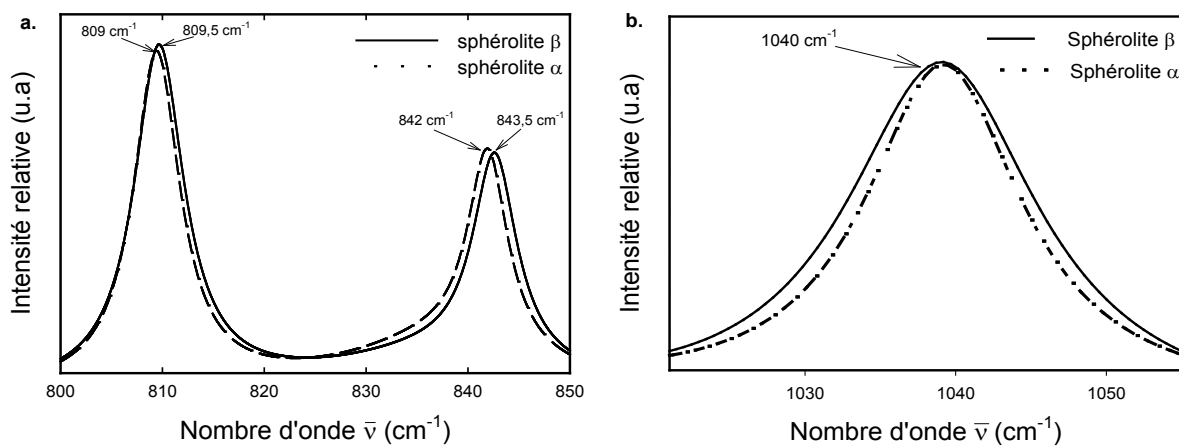 a.
809 cm-1
809,5 cm-1
sphérolite β
sphérolite α
842 cm-1
843,5 cm-1
Intensité relative (u.a)
800
810
820
830
840
850
Nombre d'onde ν̅ (cm-1)
b.
1040 cm-1
Sphérolite β
Sphérolite α
Intensité relative (u.a)
1030
1040
1050
Nombre d'onde ν̅ (cm-1)